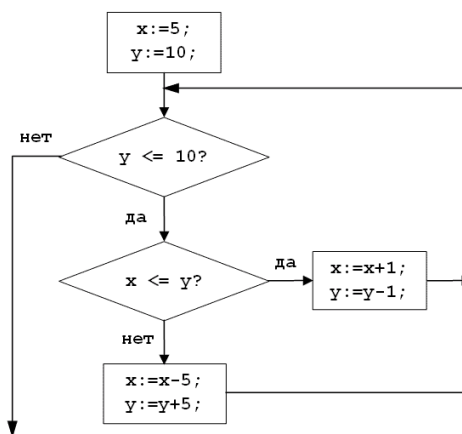 x:=5;
y:=10;
нет
y <= 10?
да
x <= y?
да
x:=x+1;
y:=y-1;
нет
x:=x-5;
y:=y+5;